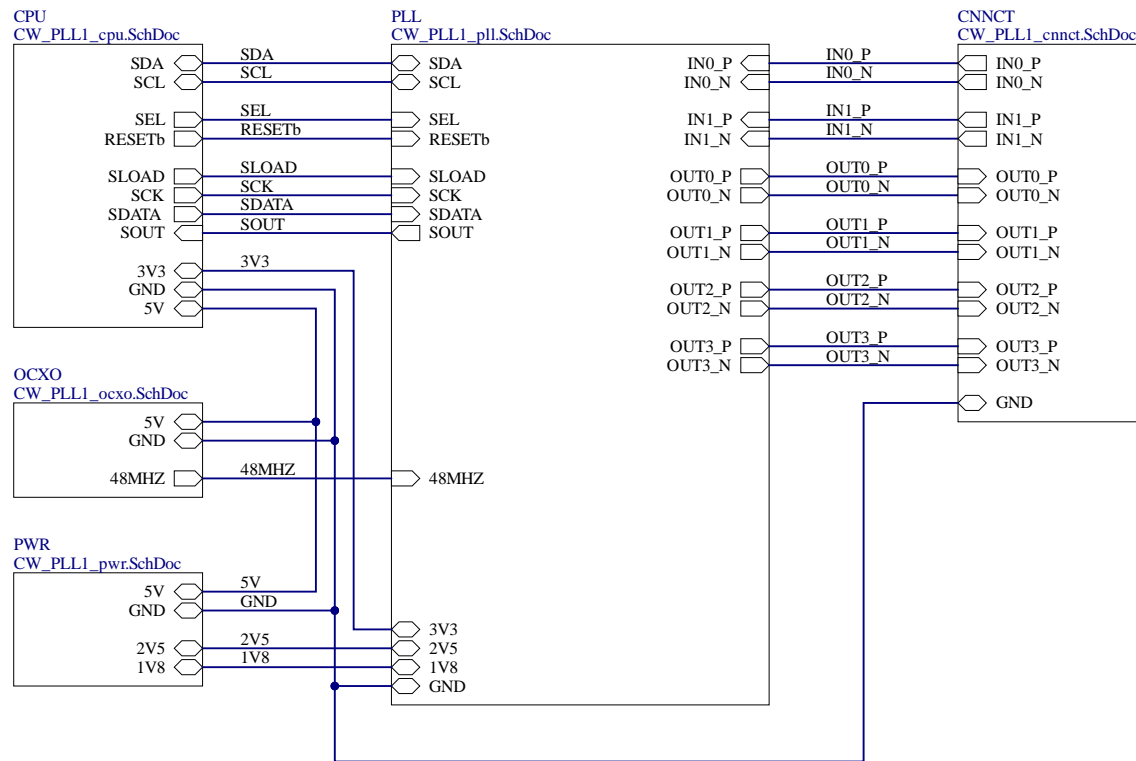 CPU
CW_PLL1_cpu.SchDoc
SDA
SCL
SEL
RESETb
SLOAD
SCK
SDATA
SOUT
3V3
GND
5V
SDA
SCL
SEL
RESETb
SLOAD
SCK
SDATA
SOUT
3V3
OCXO
CW_PLL1_ocxo.SchDoc
5V
GND
48MHZ
48MHZ
PWR
CW_PLL1_pwr.SchDoc
5V
GND
2V5
1V8
5V
GND
2V5
1V8
PLL
CW_PLL1_pll.SchDoc
SDA
SCL
SEL
RESETb
SLOAD
SCK
SDATA
SOUT
48MHZ
3V3
2V5
1V8
GND
IN0_P
IN0_N
IN1_P
IN1_N
OUT0_P
OUT0_N
OUT1_P
OUT1_N
OUT2_P
OUT2_N
OUT3_P
OUT3_N
IN0_P
IN0_N
IN1_P
IN1_N
OUT0_P
OUT0_N
OUT1_P
OUT1_N
OUT2_P
OUT2_N
OUT3_P
OUT3_N
CNNCT
CW_PLL1_cnnct.SchDoc
IN0_P
IN0_N
IN1_P
IN1_N
OUT0_P
OUT0_N
OUT1_P
OUT1_N
OUT2_P
OUT2_N
OUT3_P
OUT3_N
GND